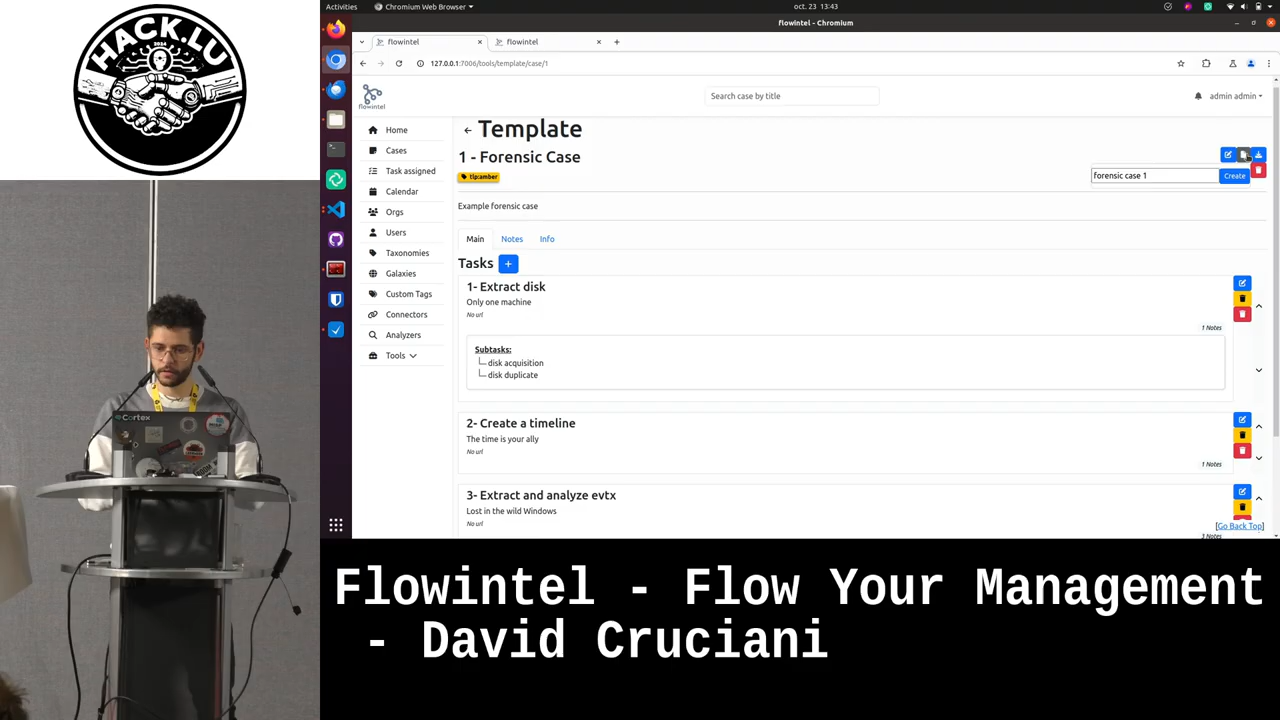 HACK.LU
2024
Cortex
Activities
Chromium Web Browser
oct. 23 13:43
flowintel - Chromium
flowintel
flowintel
127.0.0.1:7006/tools/template/case/1
flowintel
Search case by title
admin admin
Home
Cases
Task assigned
Calendar
Orgs
Users
Taxonomies
Galaxies
Custom Tags
Connectors
Analyzers
Tools
Template
1 - Forensic Case
tlp:amber
forensic case 1
Create
Example forensic case
Main Notes Info
Tasks
1- Extract disk
Only one machine
No url
1 Notes
Subtasks:
disk acquisition
disk duplicate
2- Create a timeline
The time is your ally
No url
1 Notes
3- Extract and analyze evtx
Lost in the wild Windows
No url
[Go Back Top]
Flowintel - Flow Your Management
- David Cruciani